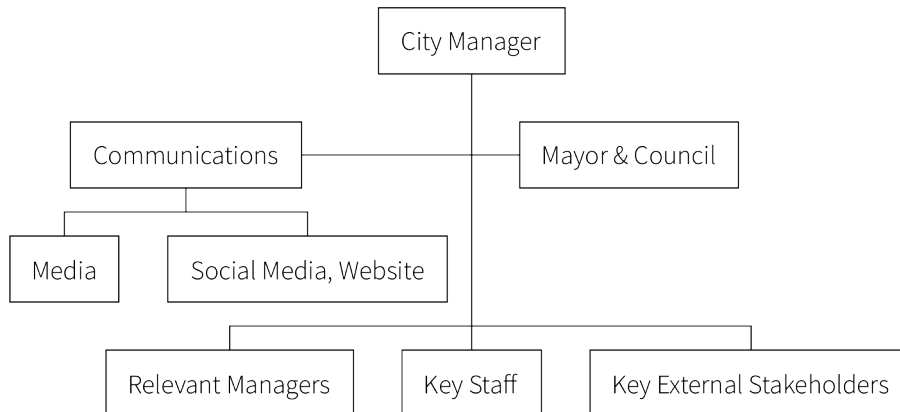 City Manager
Communications
Mayor & Council
Media
Social Media, Website
Relevant Managers
Key Staff
Key External Stakeholders